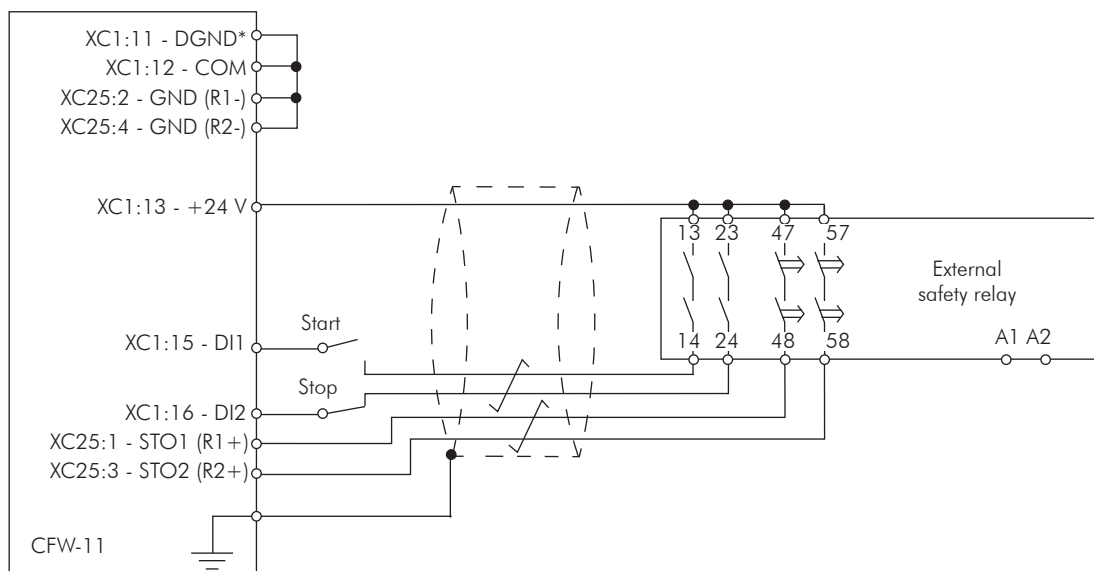 XC1:11 - DGND*
XC1:12 - COM
XC25:2 - GND (R1-)
XC25:4 - GND (R2-)
XC1:13 - +24 V
13 23 47 57
External
safety relay
Start
XC1:15 - DI1
14 24 48 58
A1 A2
Stop
XC1:16 - DI2
XC25:1 - STO1 (R1+)
XC25:3 - STO2 (R2+)
CFW-11